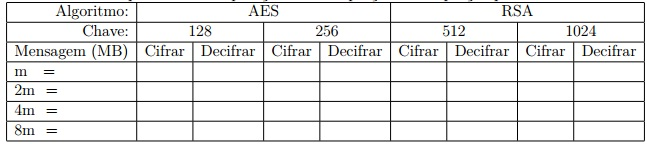 Algoritmo: AES RSA
Chave: 128 256 512 1024
Mensagem (MB) Cifrar Decifrar Cifrar Decifrar Cifrar Decifrar Cifrar Decifrar
m =
2m =
4m =
8m =